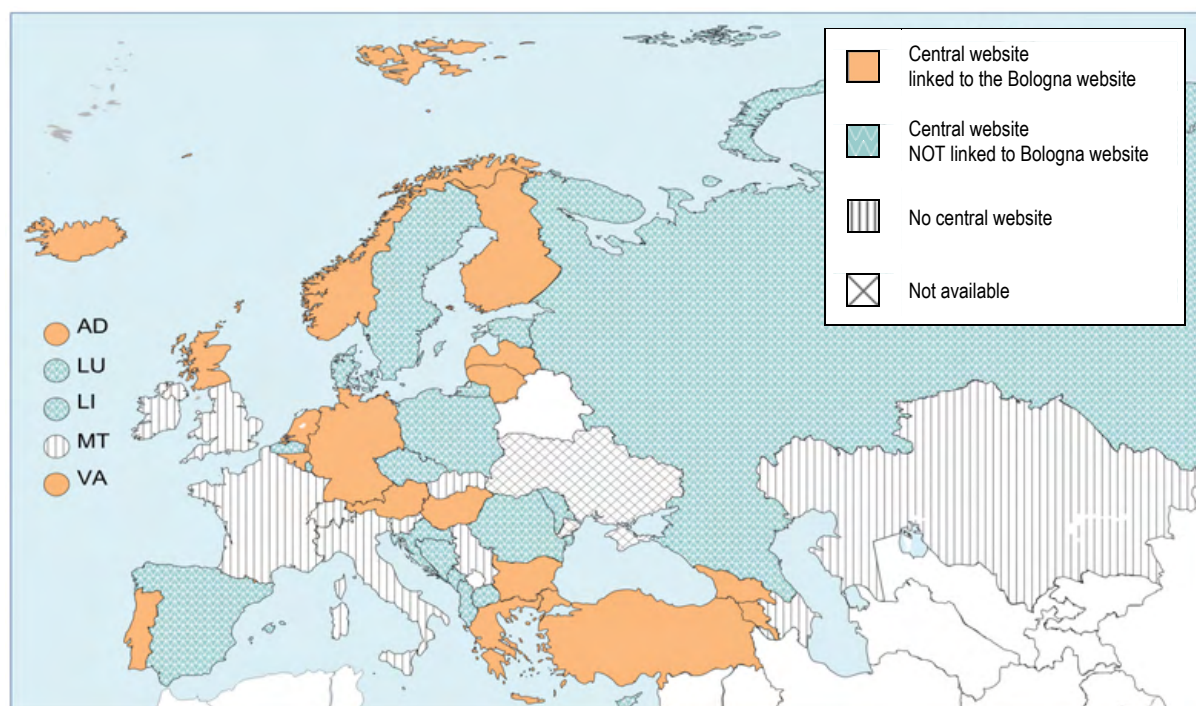 Central website
linked to the Bologna website
Central website
NOT linked to Bologna website
No central website
Not available
AD
LU
LI
MT
VA